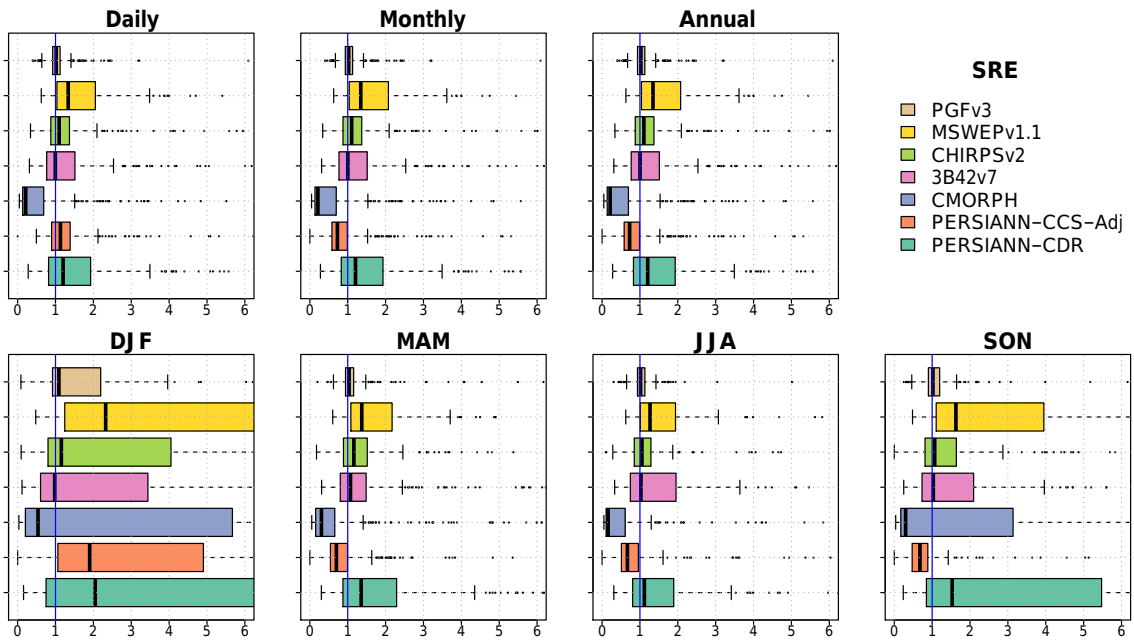 Daily
Monthly
Annual
SRE
PGFv3
MSWEPv1.1
CHIRPSv2
3B42v7
CMORPH
PERSIANN−CCS−Adj
PERSIANN−CDR
0 1 2 3 4 5 6
0 1 2 3 4 5 6
0 1 2 3 4 5 6
DJF
MAM
JJA
SON
0 1 2 3 4 5 6
0 1 2 3 4 5 6
0 1 2 3 4 5 6
0 1 2 3 4 5 6